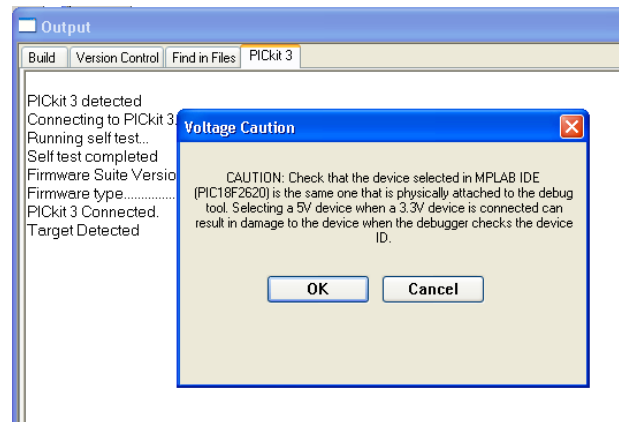 Output
Build Version Control Find in Files PICkit 3
PICkit 3 detected
Connecting to PICkit 3.
Running self test...
Self test completed
Firmware Suite Versio
Firmware type...............
PICkit 3 Connected.
Target Detected
Voltage Caution
CAUTION: Check that the device selected in MPLAB IDE
(PIC18F2620) is the same one that is physically attached to the debug
tool. Selecting a 5V device when a 3.3V device is connected can
result in damage to the device when the debugger checks the device
ID.
OK Cancel